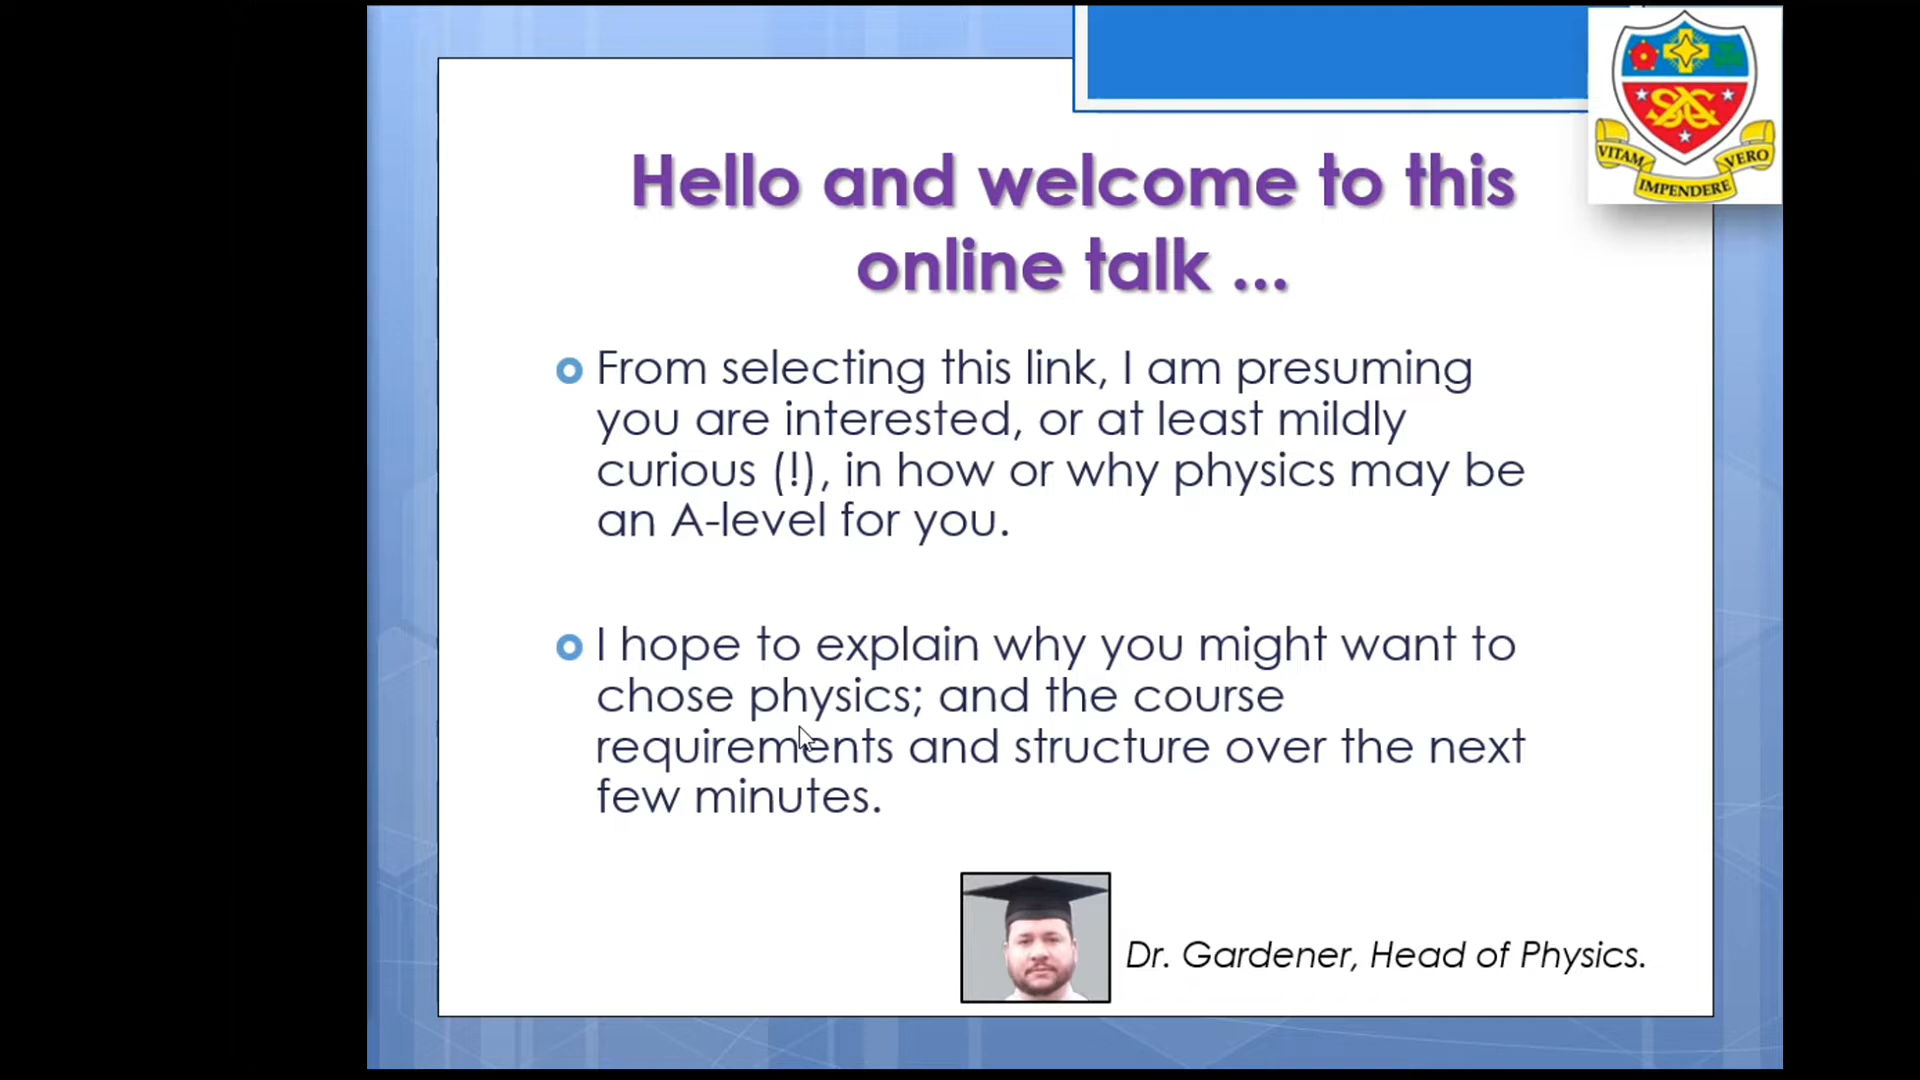 Hello and welcome to this
online talk ...
From selecting this link, I am presuming
you are interested, or at least mildly
curious (!), in how or why physics may be
an A-level for you.
I hope to explain why you might want to
chose physics; and the course
requirements and structure over the next
few minutes.
Dr. Gardener, Head of Physics.
VITAM IMPENDERE VERO